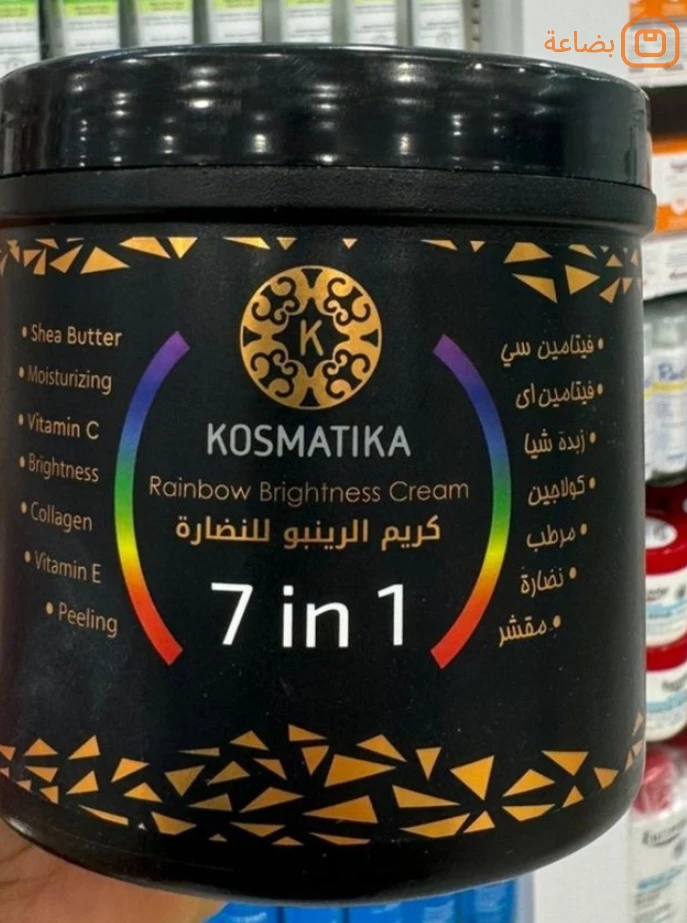 بضاعة
K
KOSMATIKA
Rainbow Brightness Cream
كريم الرينبو للنضارة
7 in 1
• Shea Butter
• Moisturizing
• Vitamin C
• Brightness
• Collagen
• Vitamin E
• Peeling
• فيتامين سي
• فيتامين اى
• زبدة شيا
• كولاجين
• مرطب
• نضارة
• مقشر